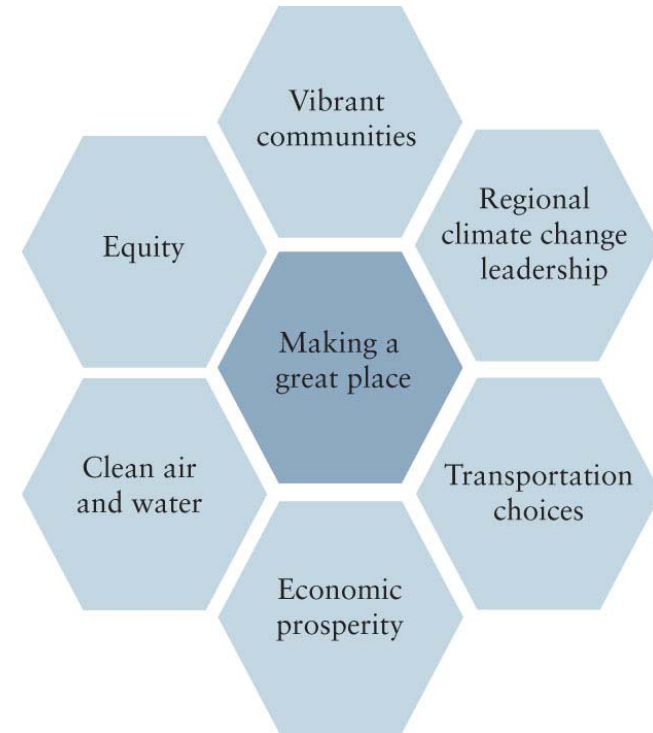 Vibrant
communities
Regional
climate change
leadership
Equity
Making a
great place
Clean air
and water
Transportation
choices
Economic
prosperity